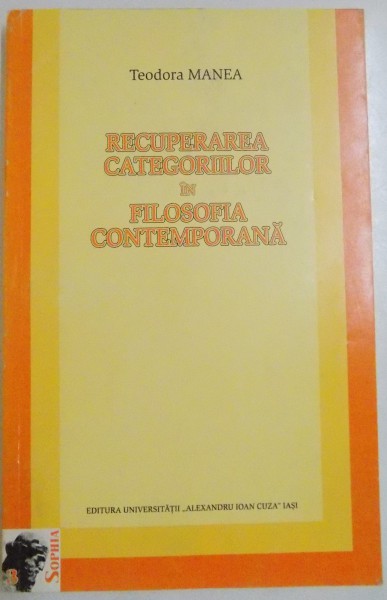 Teodora MANEA
RECUPERAREA
CATEGORIILOR
ÎN
FILOSOFIA
CONTEMPORANĂ
EDITURA UNIVERSITĂȚII „ALEXANDRU IOAN CUZA” IAȘI
SOPHIA